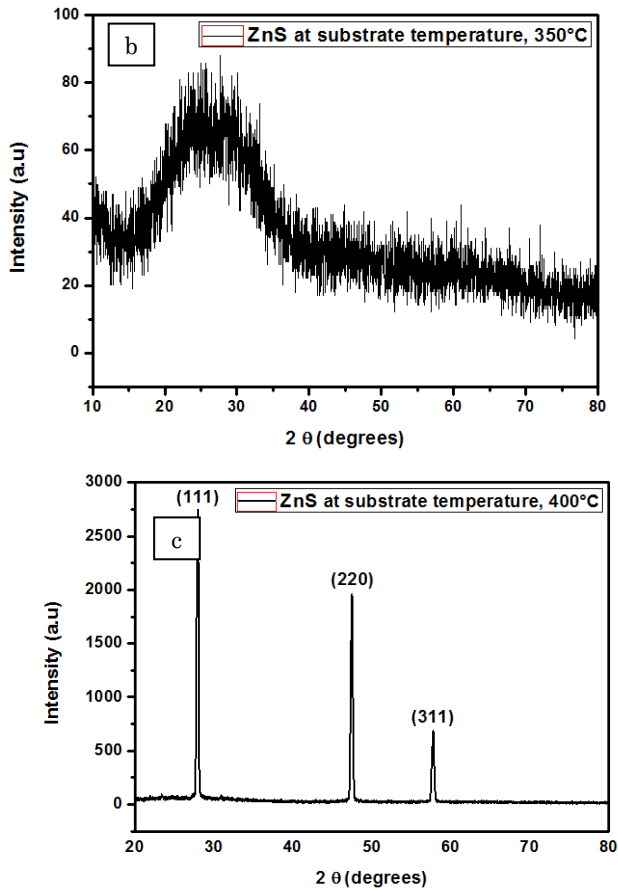 b
ZnS at substrate temperature, 350°C
100
80
60
40
20
0
Intensity (a.u)
10 20 30 40 50 60 70 80
2 θ (degrees)
c
ZnS at substrate temperature, 400°C
(111)
(220)
(311)
3000
2500
2000
1500
1000
500
0
Intensity (a.u)
20 30 40 50 60 70 80
2 θ (degrees)